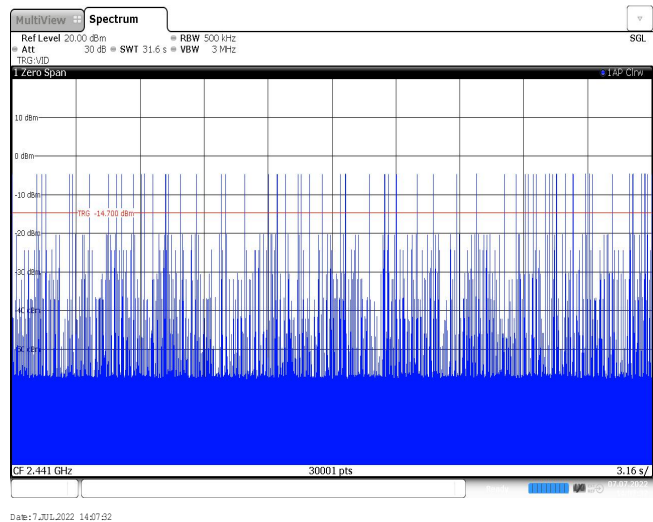 MultiView Spectrum
Ref Level 20.00 dBm RBW 500 kHz SGL
Att 30 dB SWT 31.6 s VBW 3 MHz
TRG:VID
1 Zero Span 1AP Clrw
10 dBm
0 dBm
-10 dBm
TRG -14.700 dBm
-20 dBm
-30 dBm
-40 dBm
-50 dBm
CF 2.441 GHz 30001 pts 3.16 s/
07.07.2022
Date: 7.JUL.2022 14:07:32